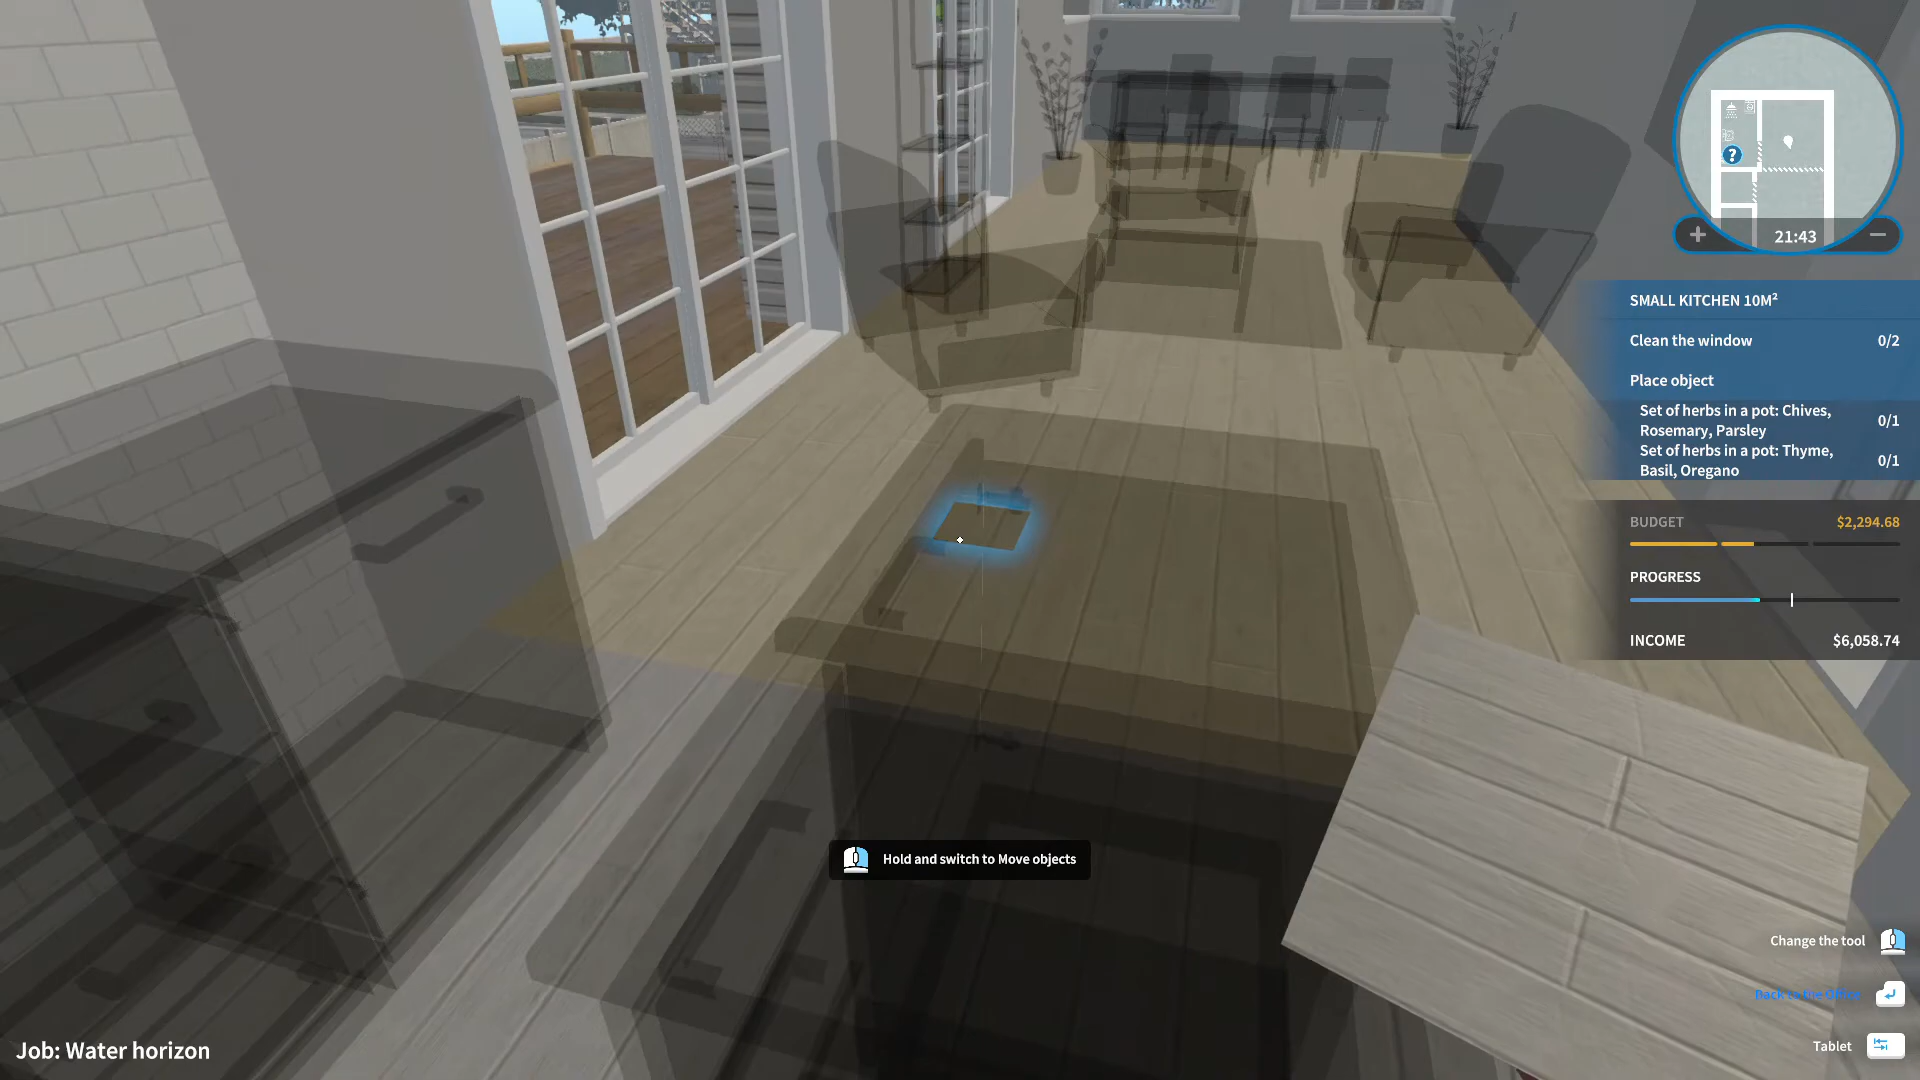 21:43
SMALL KITCHEN 10M²
Clean the window 0/2
Place object
Set of herbs in a pot: Chives,
Rosemary, Parsley 0/1
Set of herbs in a pot: Thyme,
Basil, Oregano 0/1
BUDGET $2,294.68
PROGRESS
INCOME $6,058.74
Hold and switch to Move objects
Change the tool
Back to the Office
Tablet
Job: Water horizon